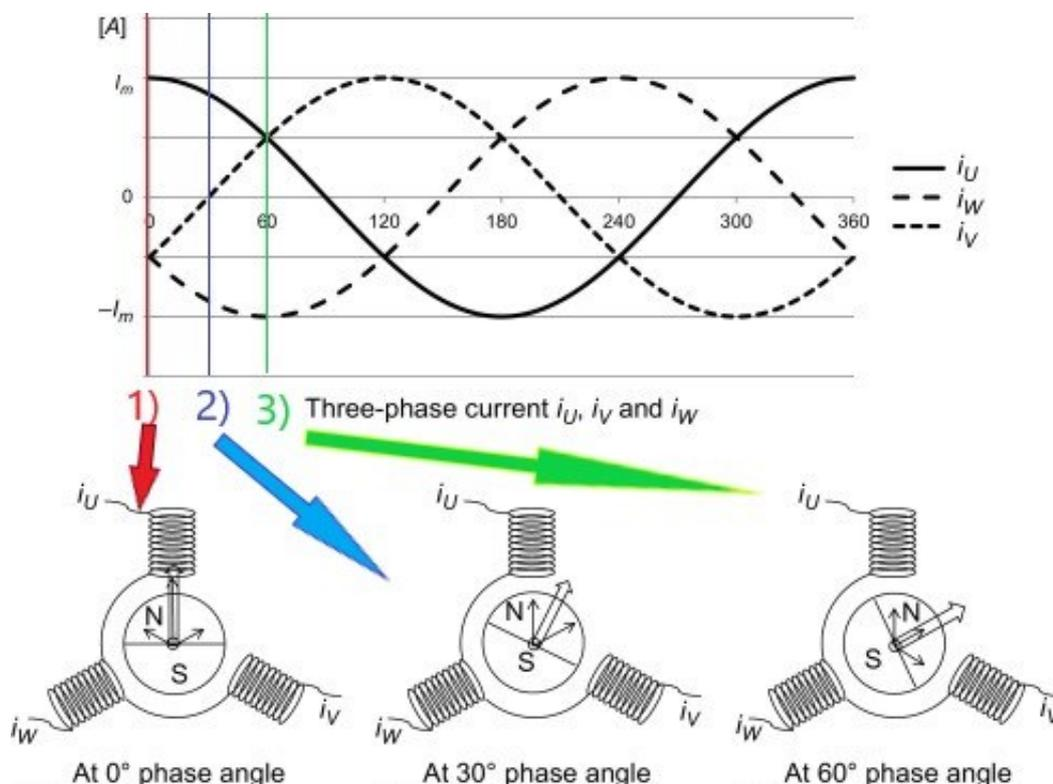 [A]
Im
0
–Im
0 60 120 180 240 300 360
iU
iW
iV
1) 2) 3) Three-phase current iU, iV and iW
iU iU iU
N N N
S S S
iW iV iW iV iW iV
At 0° phase angle At 30° phase angle At 60° phase angle